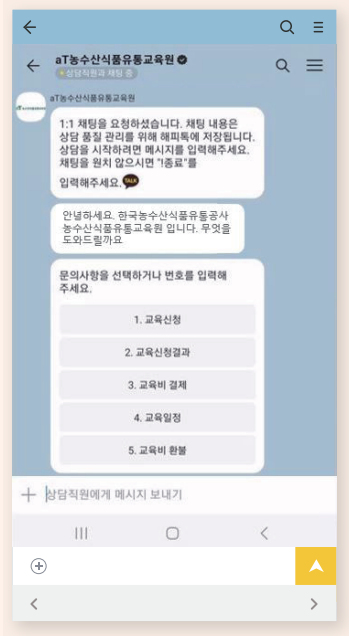 aT농수산식품유통교육원
상담직원과 채팅 중
aT농수산식품유통교육원
1:1 채팅을 요청하셨습니다. 채팅 내용은
상담 품질 관리를 위해 해피톡에 저장됩니다.
상담을 시작하려면 메시지를 입력해주세요.
채팅을 원치 않으시면 "!종료"를
입력해주세요. TALK
안녕하세요. 한국농수산식품유통공사
농수산식품유통교육원 입니다. 무엇을
도와드릴까요
문의사항을 선택하거나 번호를 입력해
주세요.
1. 교육신청
2. 교육신청결과
3. 교육비 결제
4. 교육일정
5. 교육비 환불
상담직원에게 메시지 보내기